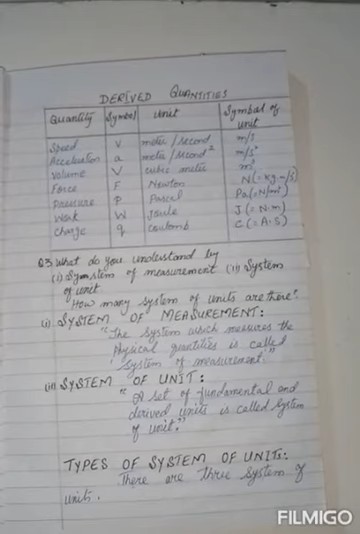 DERIVED QUANTITIES
Quantity Symbol Unit Symbol of unit
Speed v meter/second m/s
Acceleration a meter/second² m/s²
Volume V cubic meter m³
Force F Newton N(= kg.m/s
Pressure P Pascel Pa(=N/m²)
Work W Joule J (= N.m)
Charge q coulomb C (= A.S)
Q3. What do you understand by
(i) System of measurement (ii) System
of unit
How many system of units are there?
(i) SYSTEM OF MEASUREMENT:
"The system which mesures the
physical quantities is called
system of measurement."
(ii) SYSTEM OF UNIT:
"A set of fundamental and
derived units is called system
of unit."
TYPES OF SYSTEM OF UNITS:
There are three system of
units.
FILMIGO